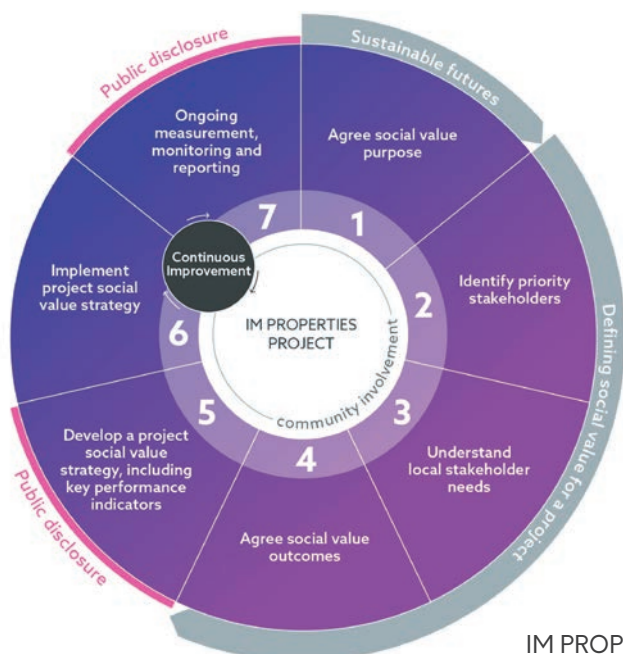 Public disclosure
Sustainable futures
Ongoing
measurement,
monitoring and
reporting
Agree social value
purpose
7
1
Continuous
Improvement
Implement
project social
value strategy
Identify priority
stakeholders
2
6
IM PROPERTIES
PROJECT
community involvement
Defining social value for a project
5
3
4
Develop a project
social value
strategy, including
key performance
indicators
Understand
local stakeholder
needs
Agree social value
outcomes
Public disclosure
IM PROP